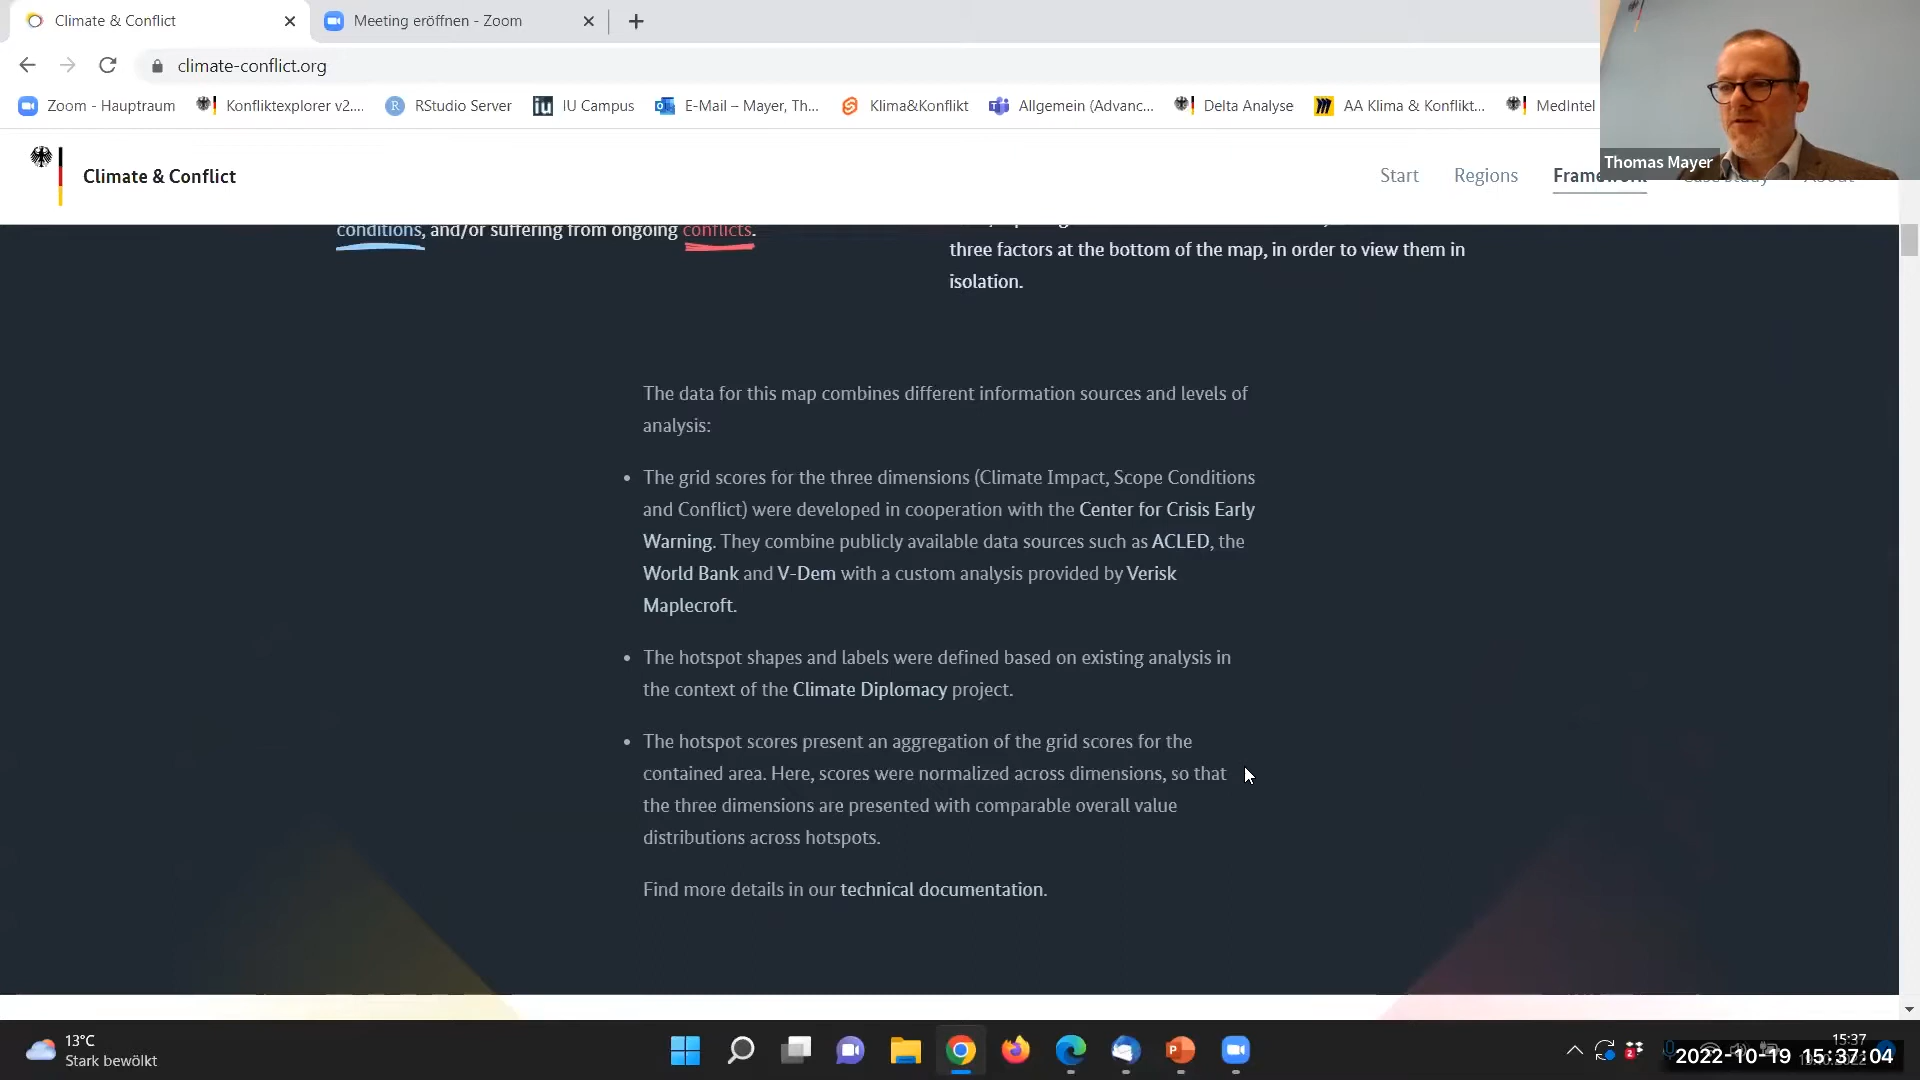 Climate & Conflict
Meeting eröffnen - Zoom
climate-conflict.org
Zoom - Hauptraum
Konfliktexplorer v2....
RStudio Server
IU Campus
E-Mail – Mayer, Th...
Klima&Konflikt
Allgemein (Advanc...
Delta Analyse
AA Klima & Konflikt...
MedIntel
Thomas Mayer
Climate & Conflict
Start
Regions
Framework
Case study
About
conditions, and/or suffering from ongoing conflicts.
three factors at the bottom of the map, in order to view them in
isolation.
The data for this map combines different information sources and levels of
analysis:
• The grid scores for the three dimensions (Climate Impact, Scope Conditions
and Conflict) were developed in cooperation with the Center for Crisis Early
Warning. They combine publicly available data sources such as ACLED, the
World Bank and V-Dem with a custom analysis provided by Verisk
Maplecroft.
• The hotspot shapes and labels were defined based on existing analysis in
the context of the Climate Diplomacy project.
• The hotspot scores present an aggregation of the grid scores for the
contained area. Here, scores were normalized across dimensions, so that
the three dimensions are presented with comparable overall value
distributions across hotspots.
Find more details in our technical documentation.
13°C
Stark bewölkt
15:37
2022-10-19 15:37:04